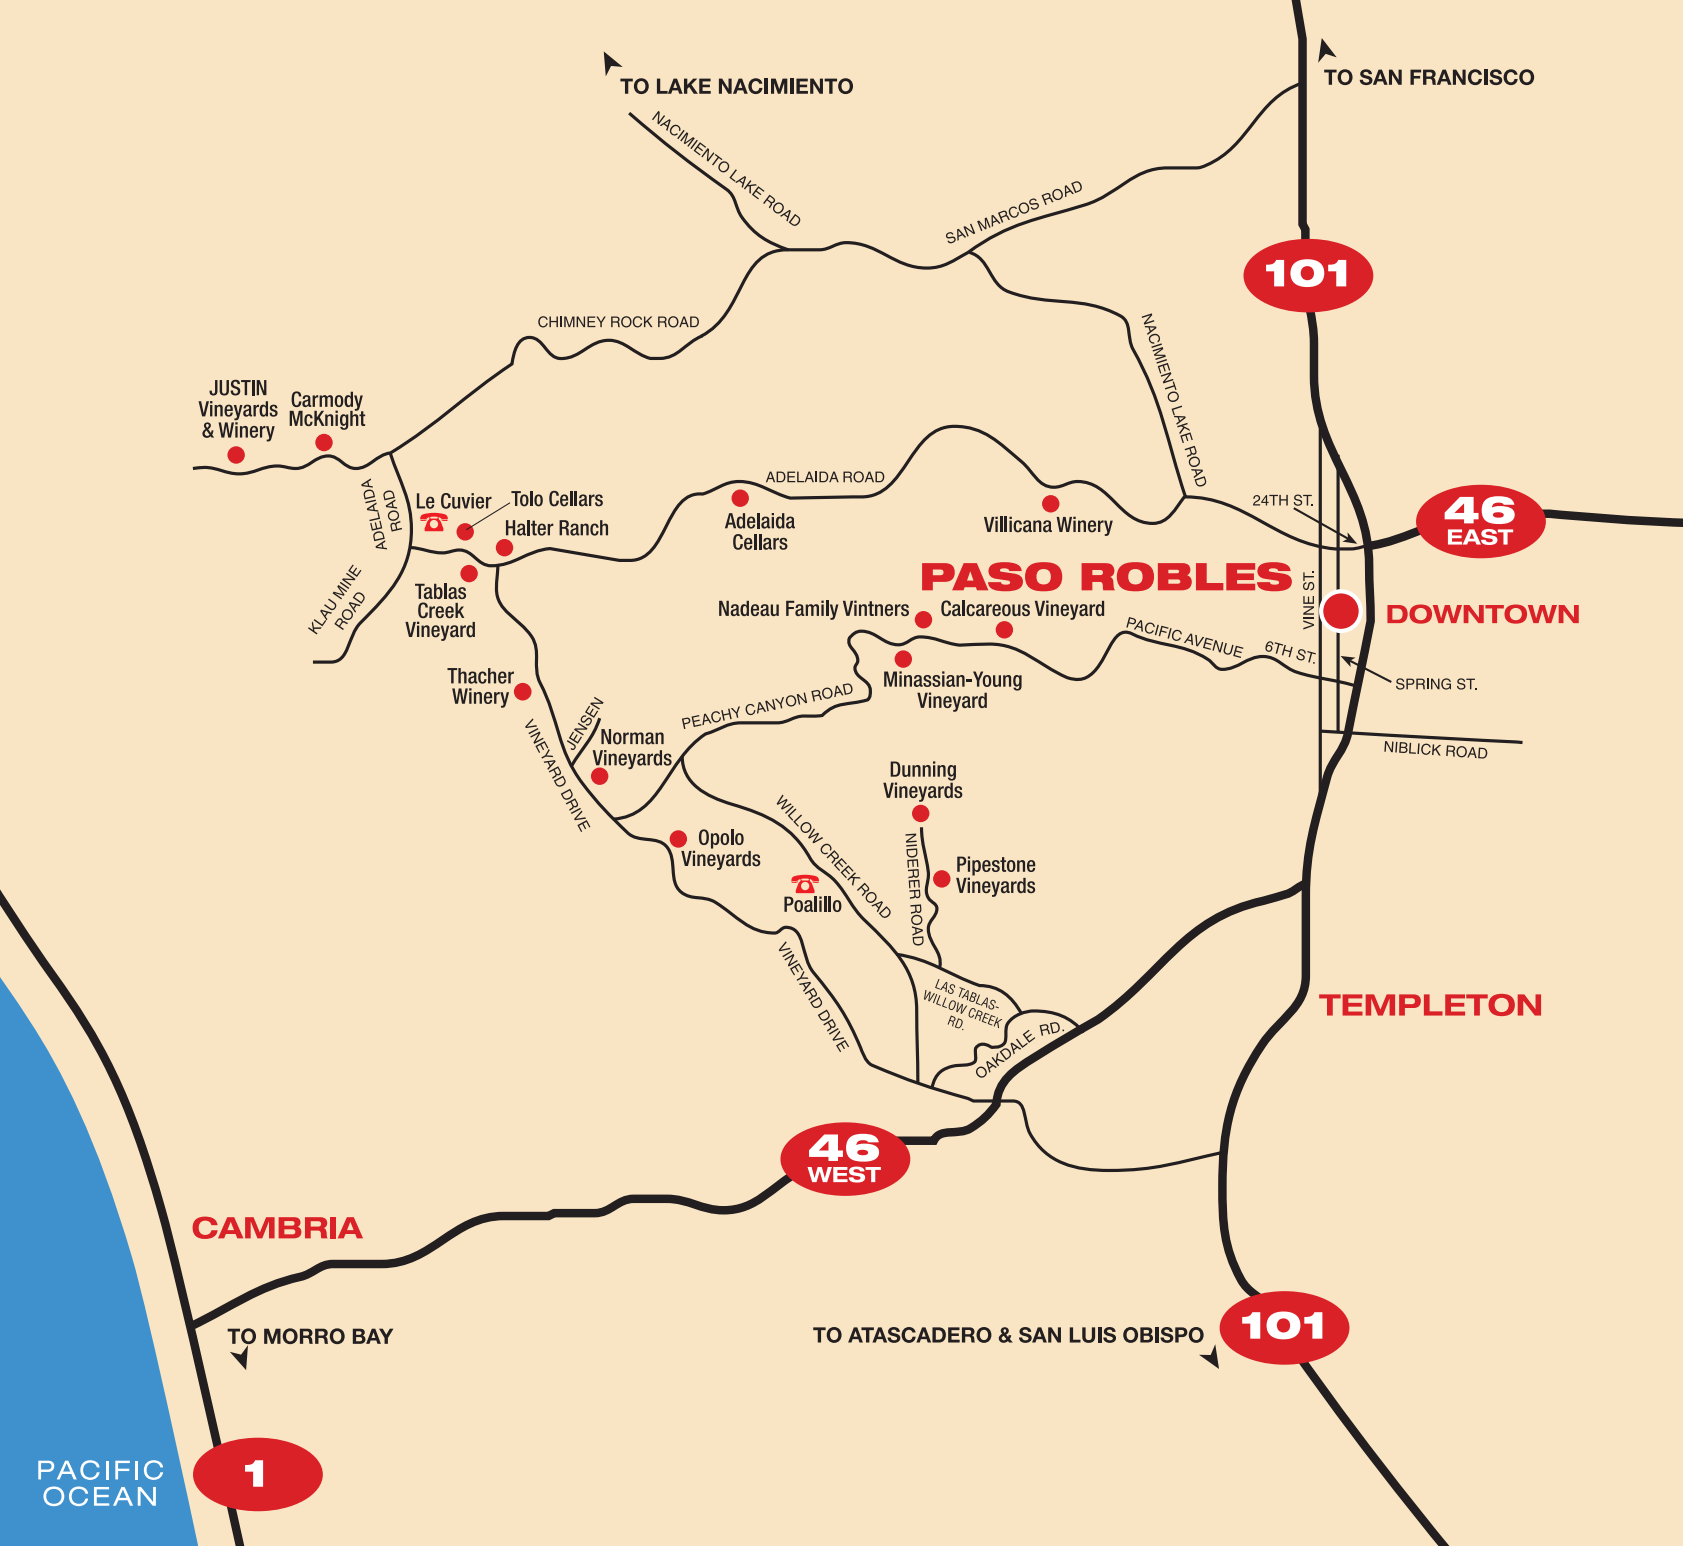 TO LAKE NACIMIENTO
TO SAN FRANCISCO
NACIMIENTO LAKE ROAD
SAN MARCOS ROAD
101
CHIMNEY ROCK ROAD
NACIMIENTO LAKE ROAD
JUSTIN
Vineyards
& Winery
Carmody
McKnight
ADELAIDA
ROAD
Le Cuvier
Tolo Cellars
Halter Ranch
ADELAIDA ROAD
Adelaida
Cellars
Villicana Winery
24TH ST.
46
EAST
KLAU MINE
ROAD
Tablas
Creek
Vineyard
PASO ROBLES
VINE ST.
DOWNTOWN
Nadeau Family Vintners
Calcareous Vineyard
PACIFIC AVENUE
6TH ST.
SPRING ST.
Minassian-Young
Vineyard
Thacher
Winery
PEACHY CANYON ROAD
JENSEN
VINEYARD DRIVE
Norman
Vineyards
NIBLICK ROAD
Dunning
Vineyards
WILLOW CREEK ROAD
Opolo
Vineyards
NIDERER ROAD
Pipestone
Vineyards
Poalillo
VINEYARD DRIVE
LAS TABLAS-
WILLOW CREEK
RD.
OAKDALE RD.
TEMPLETON
46
WEST
CAMBRIA
TO MORRO BAY
TO ATASCADERO & SAN LUIS OBISPO
101
PACIFIC
OCEAN
1